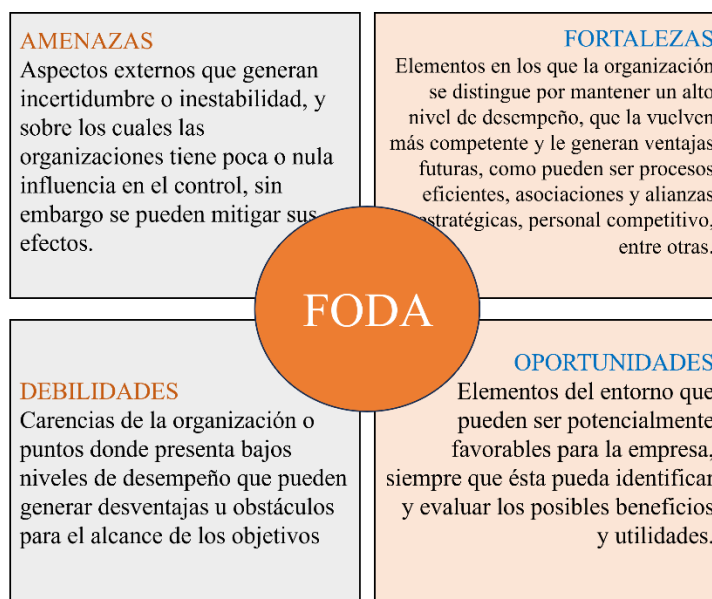 AMENAZAS
Aspectos externos que generan
incertidumbre o inestabilidad, y
sobre los cuales las
organizaciones tiene poca o nula
influencia en el control, sin
embargo se pueden mitigar sus
efectos.
FORTALEZAS
Elementos en los que la organización
se distingue por mantener un alto
nivel de desempeño, que la vuelven
más competente y le generan ventajas
futuras, como pueden ser procesos
eficientes, asociaciones y alianzas
estratégicas, personal competitivo,
entre otras.
FODA
DEBILIDADES
Carencias de la organización o
puntos donde presenta bajos
niveles de desempeño que pueden
generar desventajas u obstáculos
para el alcance de los objetivos
OPORTUNIDADES
Elementos del entorno que
pueden ser potencialmente
favorables para la empresa,
siempre que ésta pueda identificar
y evaluar los posibles beneficios
y utilidades.